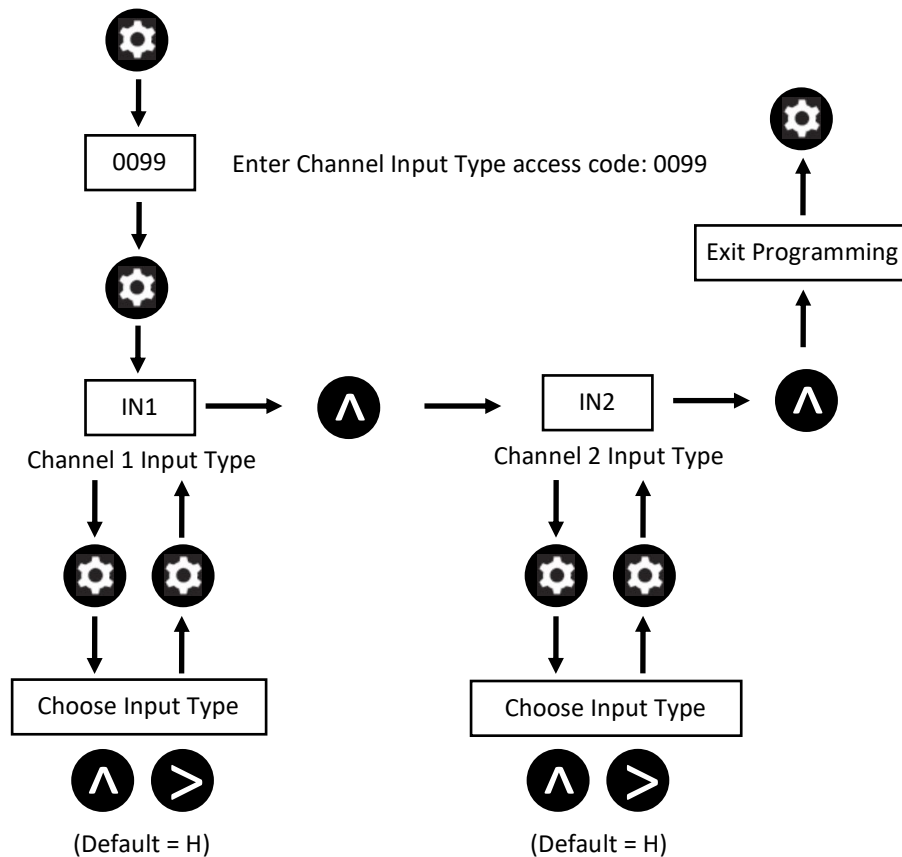 0099
Enter Channel Input Type access code: 0099
Exit Programming
IN1
IN2
Channel 1 Input Type
Channel 2 Input Type
Choose Input Type
Choose Input Type
(Default = H)
(Default = H)